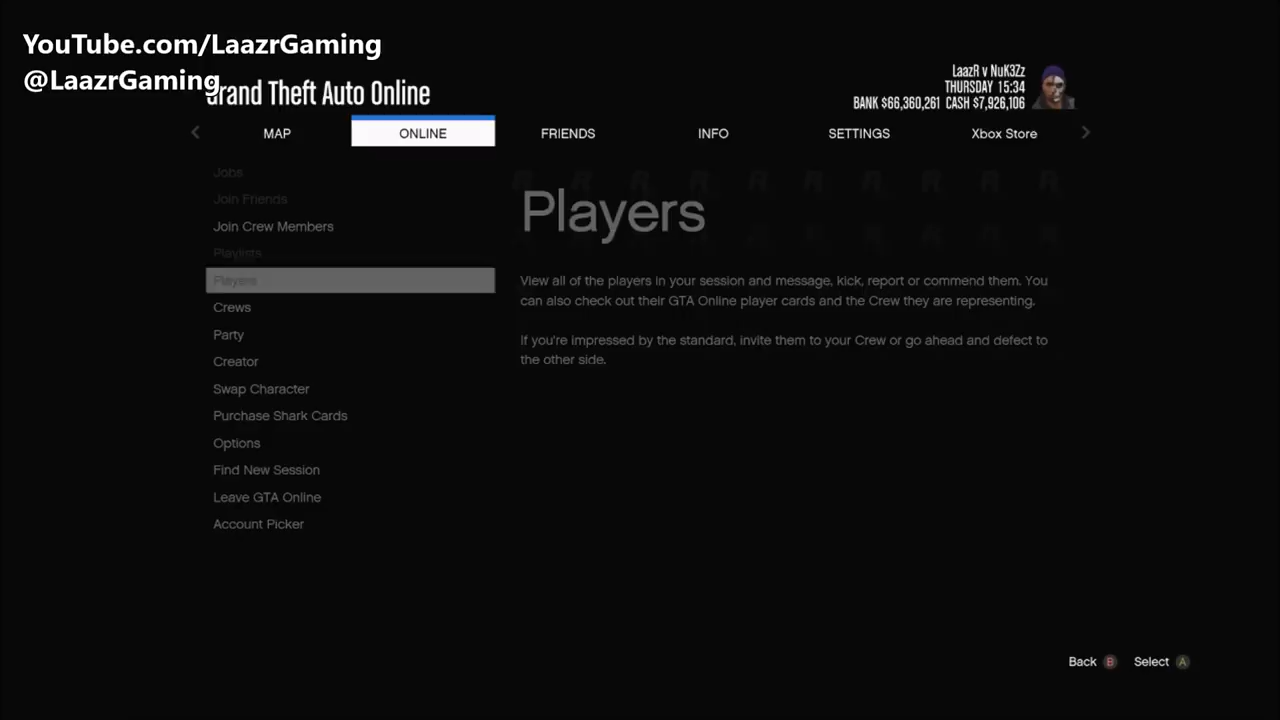 YouTube.com/LaazrGaming
@LaazrGaming
Grand Theft Auto Online
LaazR v NuK3Zz
THURSDAY 15:34
BANK $66,360,261 CASH $7,926,106
MAP
ONLINE
FRIENDS
INFO
SETTINGS
Xbox Store
Jobs
Join Friends
Join Crew Members
Playlists
Players
Crews
Party
Creator
Swap Character
Purchase Shark Cards
Options
Find New Session
Leave GTA Online
Account Picker
Players
View all of the players in your session and message, kick, report or commend them. You
can also check out their GTA Online player cards and the Crew they are representing.
If you're impressed by the standard, invite them to your Crew or go ahead and defect to
the other side.
Back B Select A